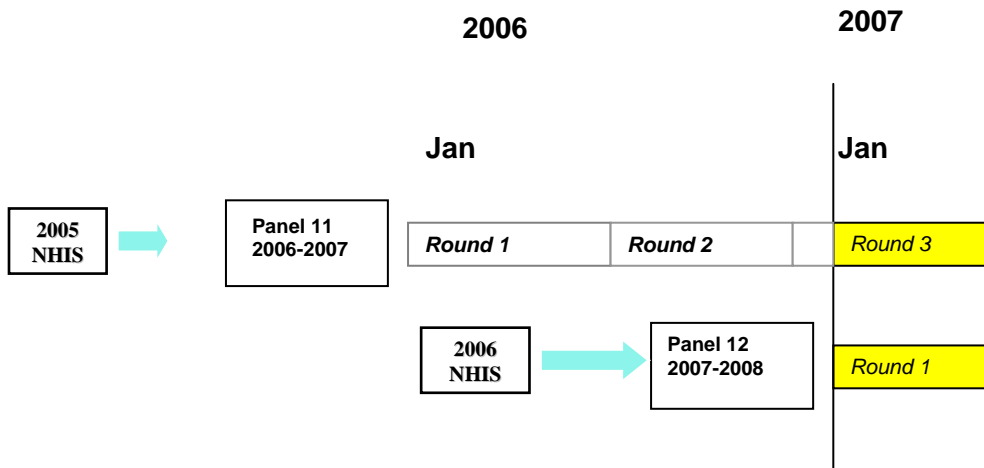 2006
2007
Jan
Jan
2005
NHIS
Panel 11
2006-2007
Round 1
Round 2
Round 3
2006
NHIS
Panel 12
2007-2008
Round 1